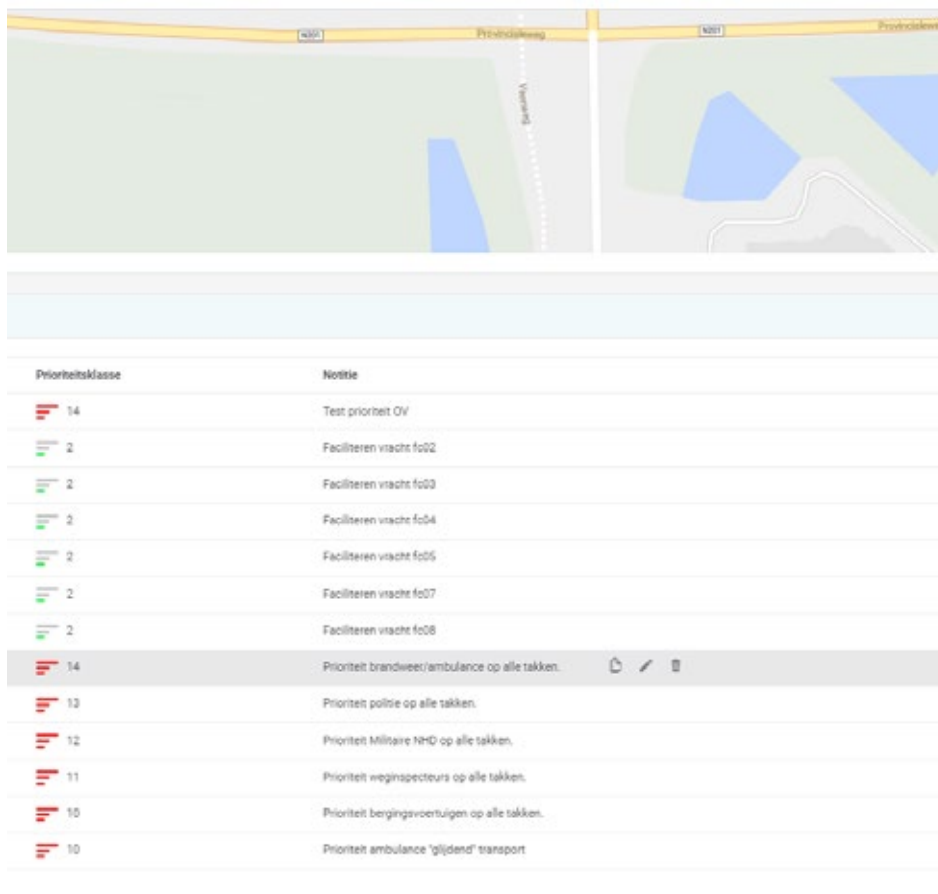 N201
Provincialeweg
N201
Veerweg
Prioriteitsklasse Notitie
14 Test prioriteit OV
2 Faciliteren vracht fc02
2 Faciliteren vracht fc03
2 Faciliteren vracht fc04
2 Faciliteren vracht fc05
2 Faciliteren vracht fc07
2 Faciliteren vracht fc08
14 Prioriteit brandweer/ambulance op alle takken.
13 Prioriteit politie op alle takken.
12 Prioriteit Militaire NHD op alle takken.
11 Prioriteit weginspecteurs op alle takken.
10 Prioriteit bergingsvoertuigen op alle takken.
10 Prioriteit ambulance "glijdend" transport